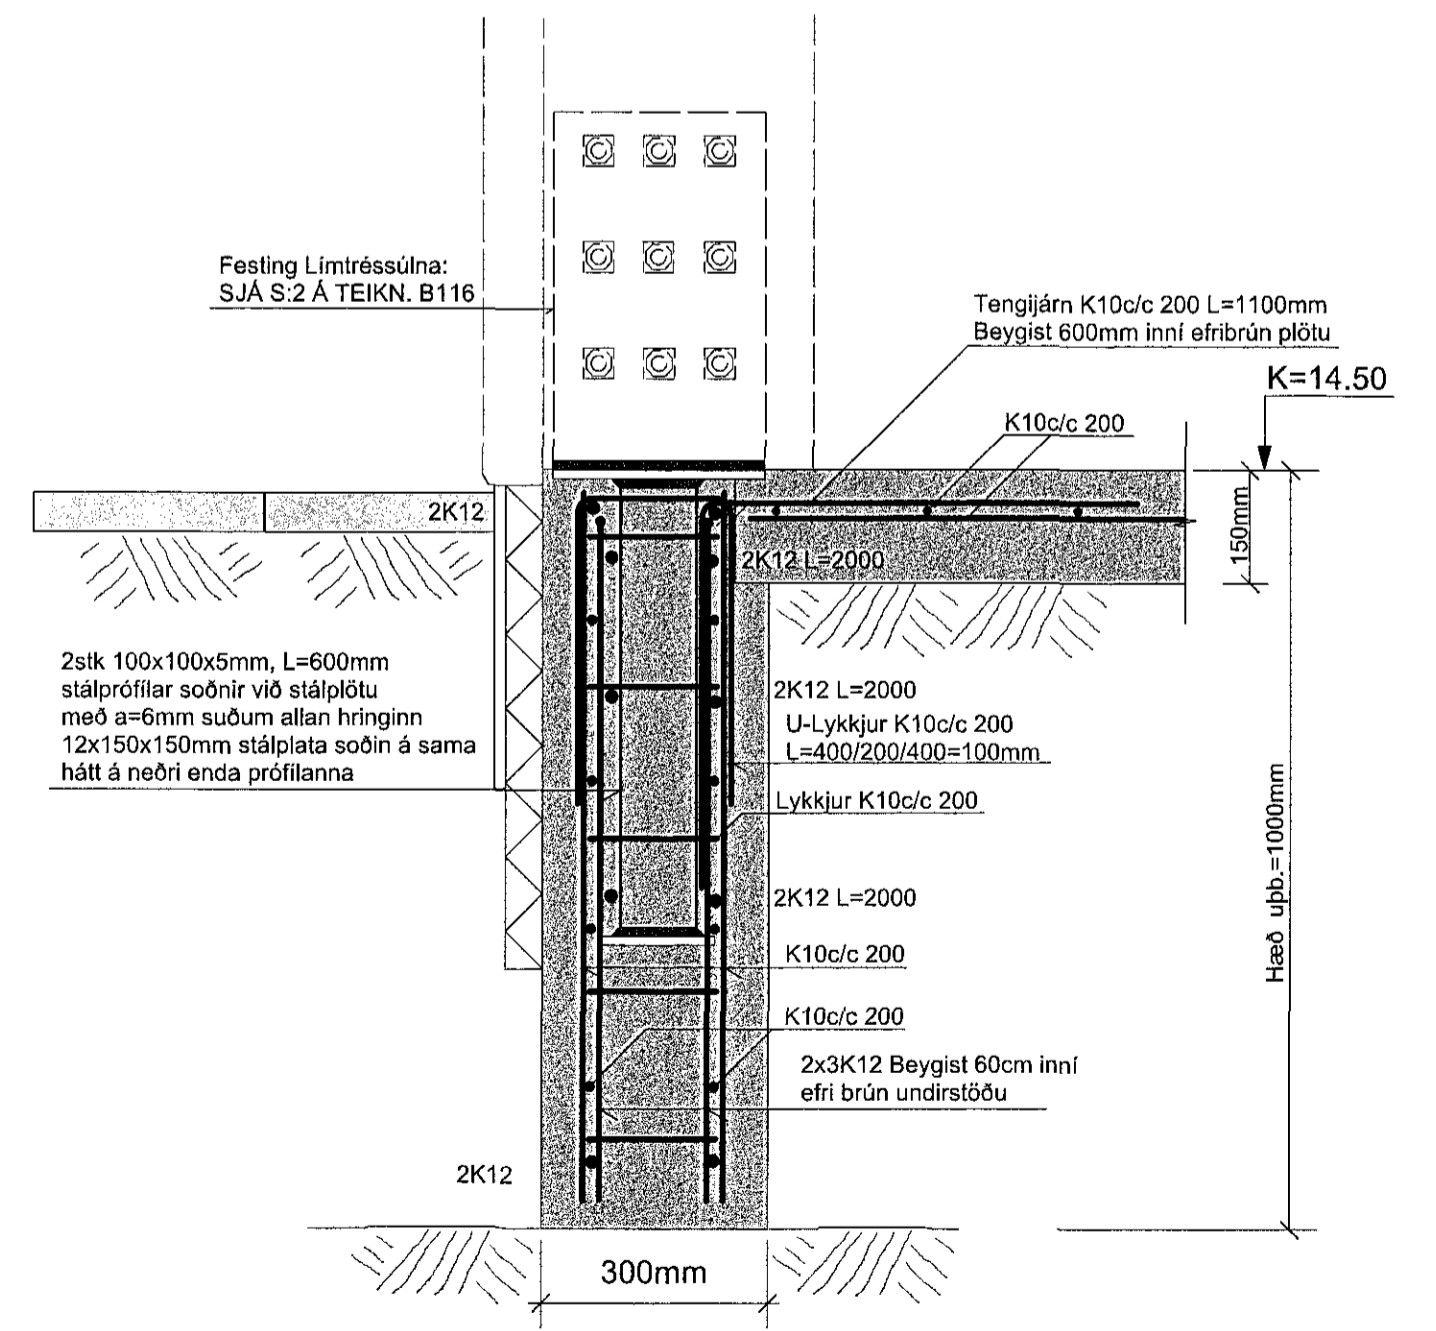 Festing Límtréssúlna:
SJÁ S:2 Á TEIKN. B116
Tengijárn K10c/c 200 L=1100mm
Beygist 600mm inní efribrún plötu
K=14.50
K10c/c 200
2K12
150mm
2K12 L=2000
2stk 100x100x5mm, L=600mm
stálprófílar soðnir við stálplötu
með a=6mm suðum allan hringinn
12x150x150mm stálplata soðin á sama
hátt á neðri enda prófílanna
2K12 L=2000
U-Lykkjur K10c/c 200
L=400/200/400=100mm
Lykkjur K10c/c 200
Hæð ubb.=1000mm
2K12 L=2000
K10c/c 200
K10c/c 200
2x3K12 Beygist 60cm inní
efri brún undirstöðu
2K12
300mm